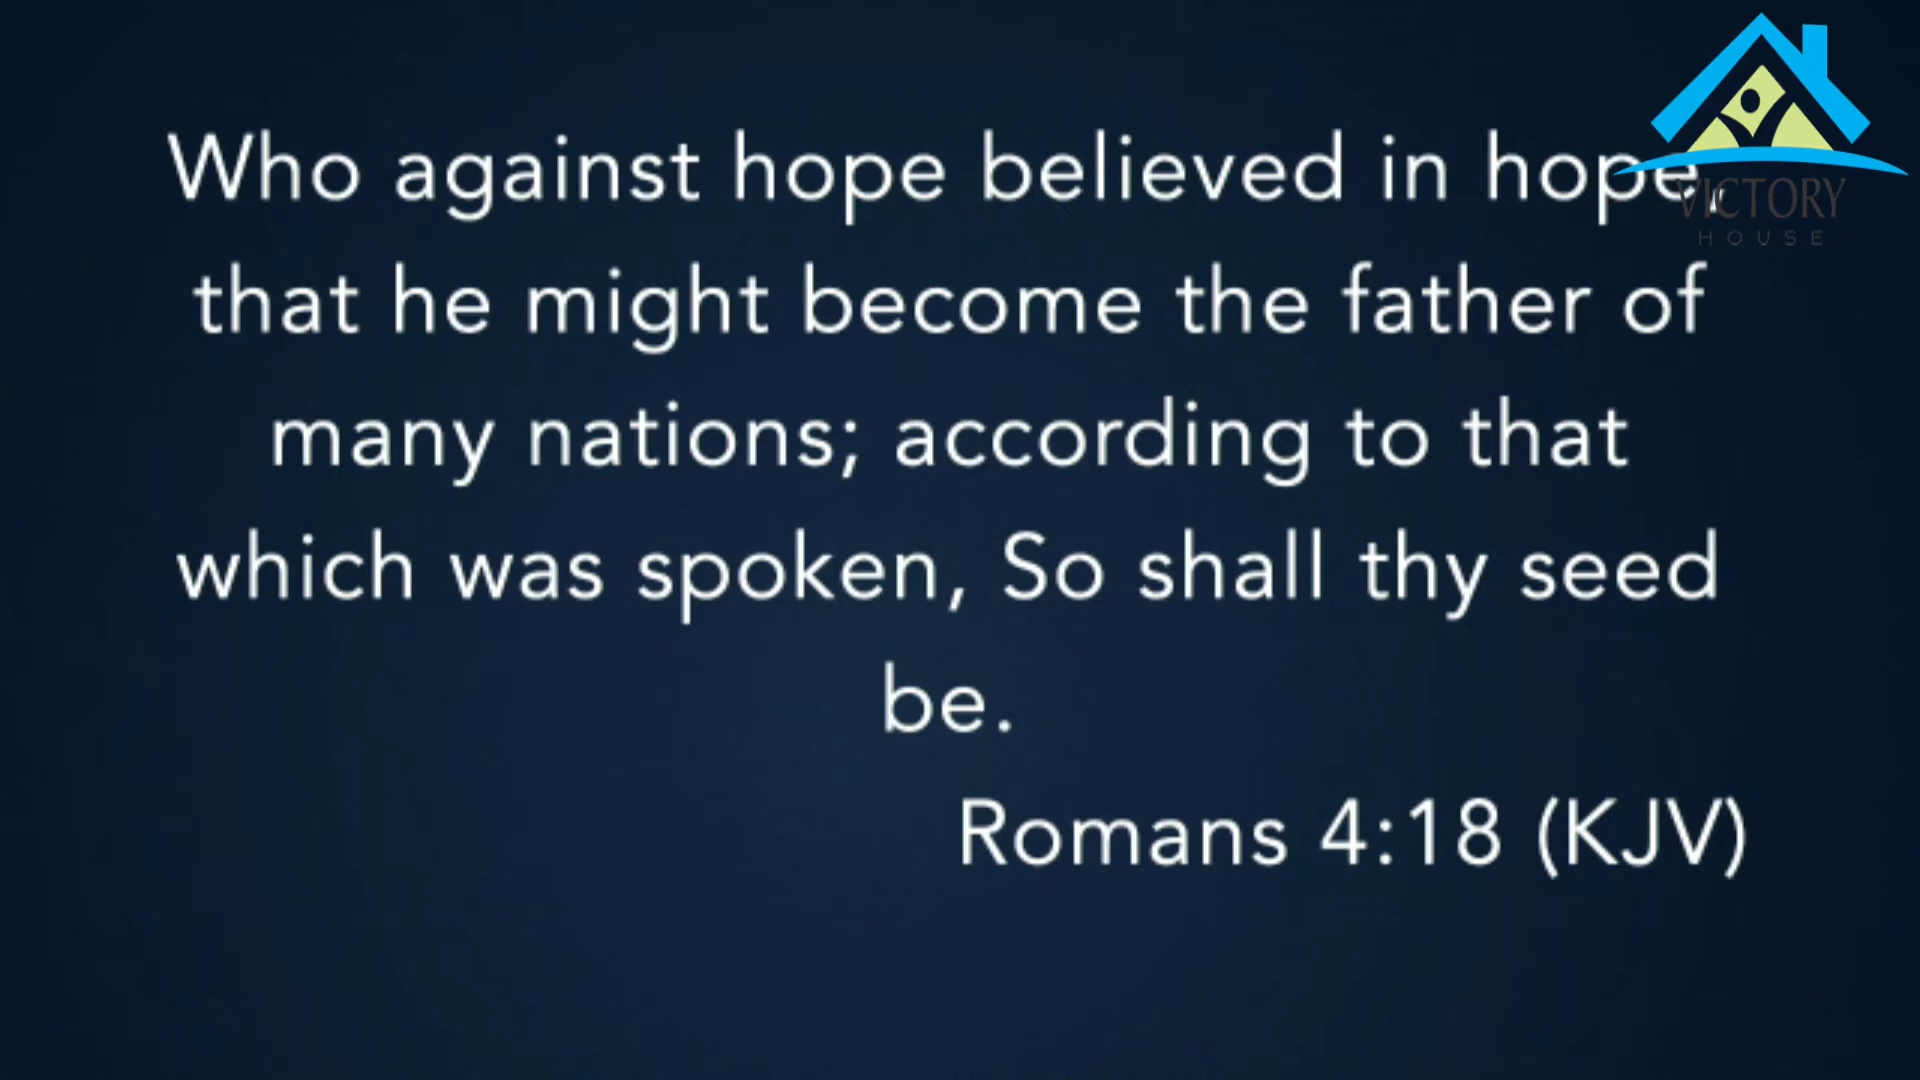 Who against hope believed in hope,
that he might become the father of
many nations; according to that
which was spoken, So shall thy seed
be.
Romans 4:18 (KJV)
VICTORY
HOUSE